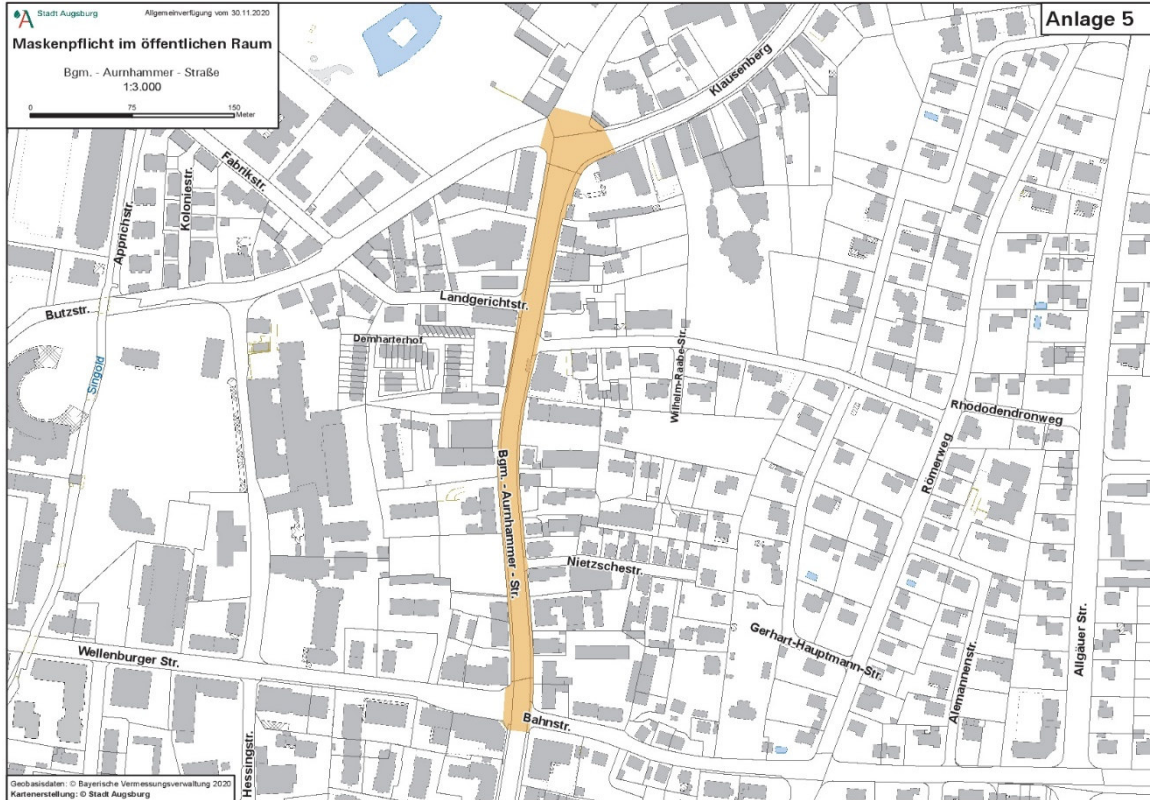 Stadt Augsburg
Allgemeinverfügung vom 30.11.2020
Maskenpflicht im öffentlichen Raum
Bgm. - Aurnhammer - Straße
1:3.000
0 75 150 Meter
Anlage 5
Klausenberg
Fabrikstr.
Koloniestr.
Apprichstr.
Landgerichtstr.
Butzstr.
Demharterhof
Singold
Wilhelm-Raabe-Str.
Rhododendronweg
Römerweg
Bgm. - Aurnhammer - Str.
Nietzschestr.
Gerhart-Hauptmann-Str.
Allgäuer Str.
Alemannenstr.
Wellenburger Str.
Bahnstr.
Hessingstr.
Geobasisdaten: © Bayerische Vermessungsverwaltung 2020
Kartenerstellung: © Stadt Augsburg